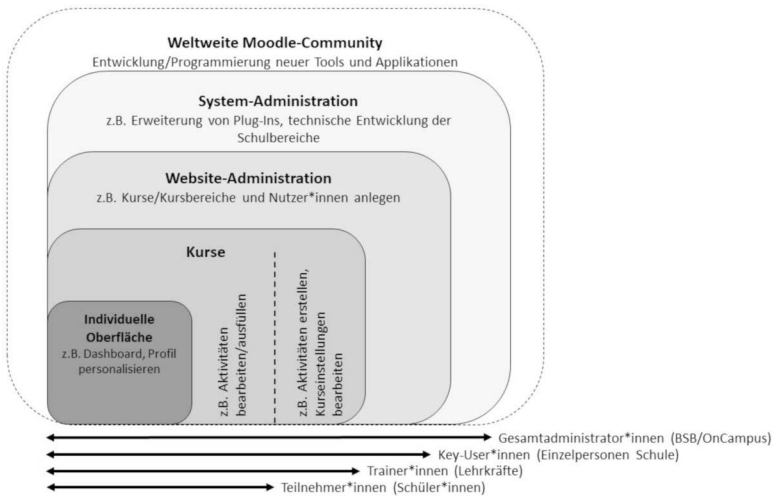 Weltweite Moodle-Community
Entwicklung/Programmierung neuer Tools und Applikationen
System-Administration
z.B. Erweiterung von Plug-Ins, technische Entwicklung der
Schulbereiche
Website-Administration
z.B. Kurse/Kursbereiche und Nutzer*innen anlegen
Kurse
Individuelle
Oberfläche
z.B. Dashboard, Profil
personalisieren
z.B. Aktivitäten
bearbeiten/ausfüllen
z.B. Aktivitäten erstellen,
Kurseinstellungen
bearbeiten
Gesamtadministrator*innen (BSB/OnCampus)
Key-User*innen (Einzelpersonen Schule)
Trainer*innen (Lehrkräfte)
Teilnehmer*innen (Schüler*innen)